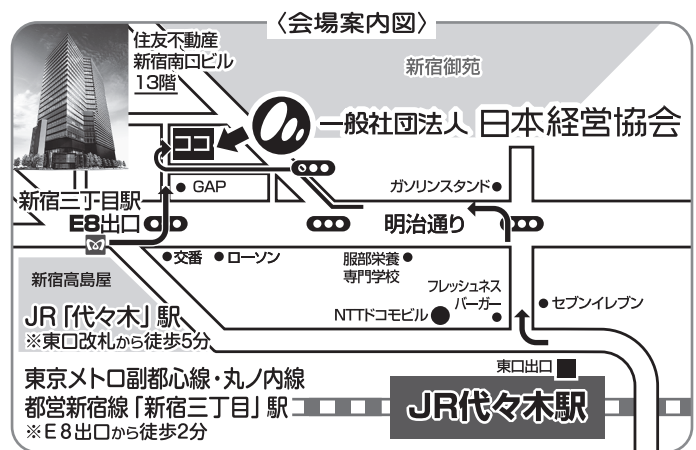 〈会場案内図〉
住友不動産
新宿南口ビル
13階
新宿御苑
ココ
一般社団法人 日本経営協会
GAP
ガソリンスタンド
新宿三丁目駅
E8出口
明治通り
交番
ローソン
服部栄養
専門学校
新宿高島屋
フレッシュネス
バーガー
NTTドコモビル
セブンイレブン
JR「代々木」駅
※東口改札から徒歩5分
東口出口
東京メトロ副都心線・丸ノ内線
都営新宿線「新宿三丁目」駅
※E8出口から徒歩2分
JR代々木駅